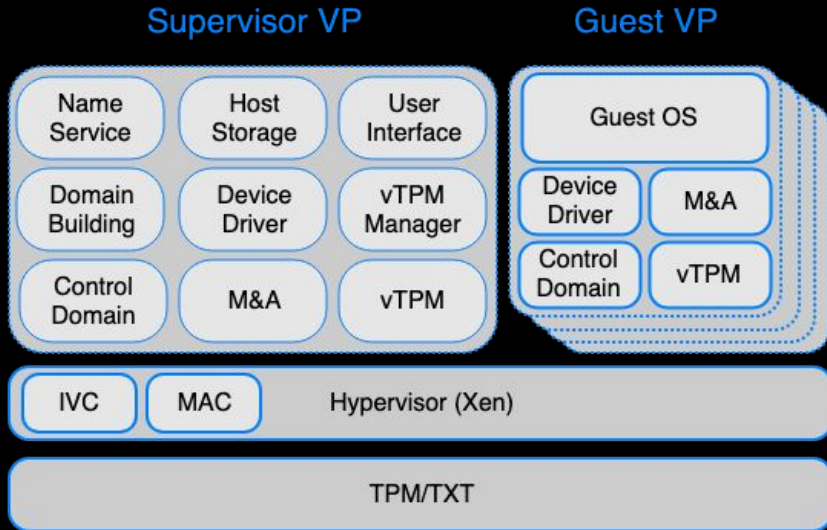 Supervisor VP
Guest VP
Name
Service
Host
Storage
User
Interface
Domain
Building
Device
Driver
vTPM
Manager
Control
Domain
M&A
vTPM
Guest OS
Device
Driver
M&A
Control
Domain
vTPM
IVC
MAC
Hypervisor (Xen)
TPM/TXT